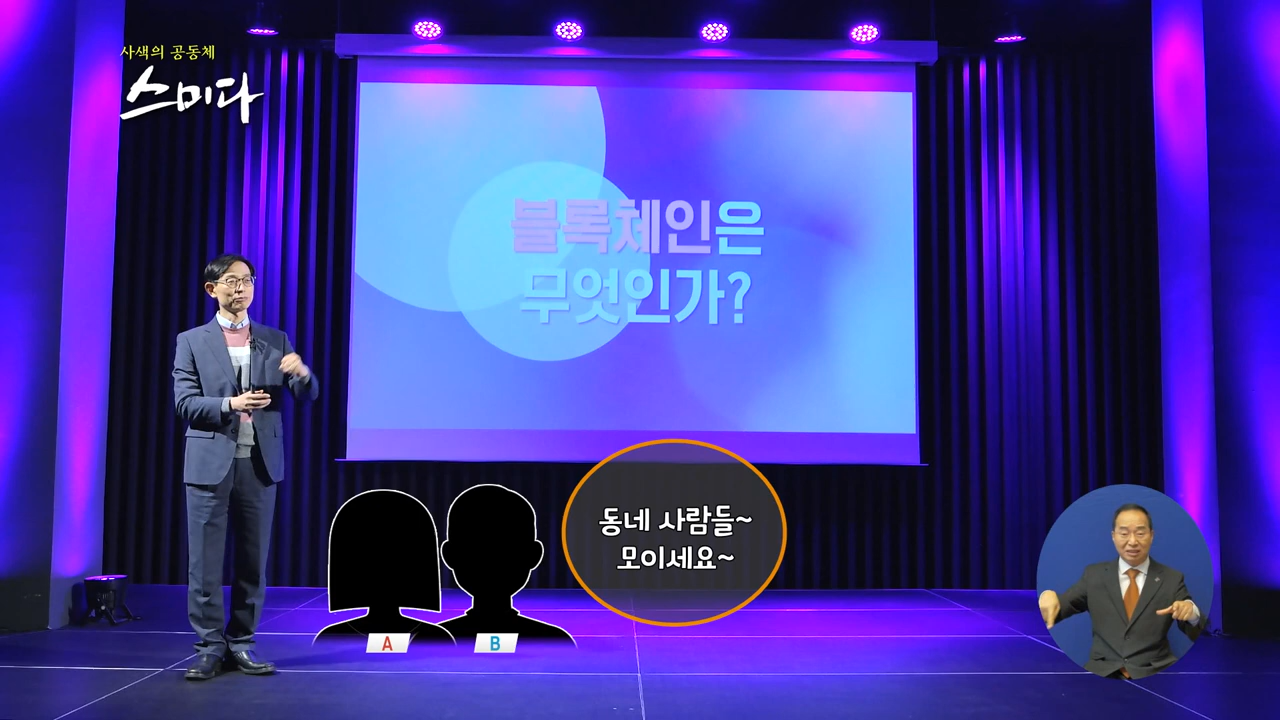 사색의 공동체
스미다
블록체인은
무엇인가?
동네 사람들~
모이세요~
A
B